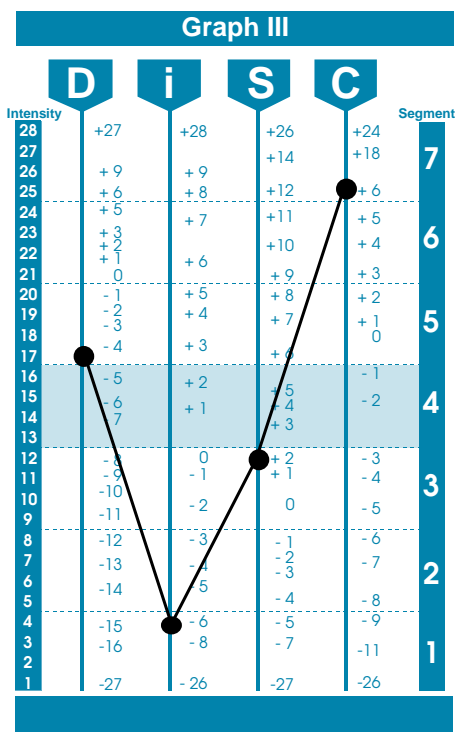 Graph III
D i S C
Intensity Segment
28 +27 +28 +26 +24
27 +14 +18 7
26 + 9 + 9
25 + 6 + 8 +12 + 6
24 + 5 + 7 +11 + 5
23 + 3 6
+ 2 +10 + 4
22 + 1 + 6
21 0 + 9 + 3
20 - 1 + 5 + 8 + 2
19 - 2 + 4 + 7 + 1 5
18 - 3 0
17 - 4 + 3 + 6
16 - 5 + 2 - 1
15 + 5
- 6 + 1 + 4 - 2 4
14 7 + 3
13
12 - 8 0 + 2 - 3
11 - 9 - 1 + 1 - 4
-10 3
10 - 2 0 - 5
9 -11
8 -12 - 3 - 1 - 6
7 -13 - 4 - 2 - 7
- 3 2
6 -14 - 5
5 - 4 - 8
4 -15 - 6 - 5 - 9
3 -16 - 8 - 7 -11 1
2
1 -27 - 26 -27 -26